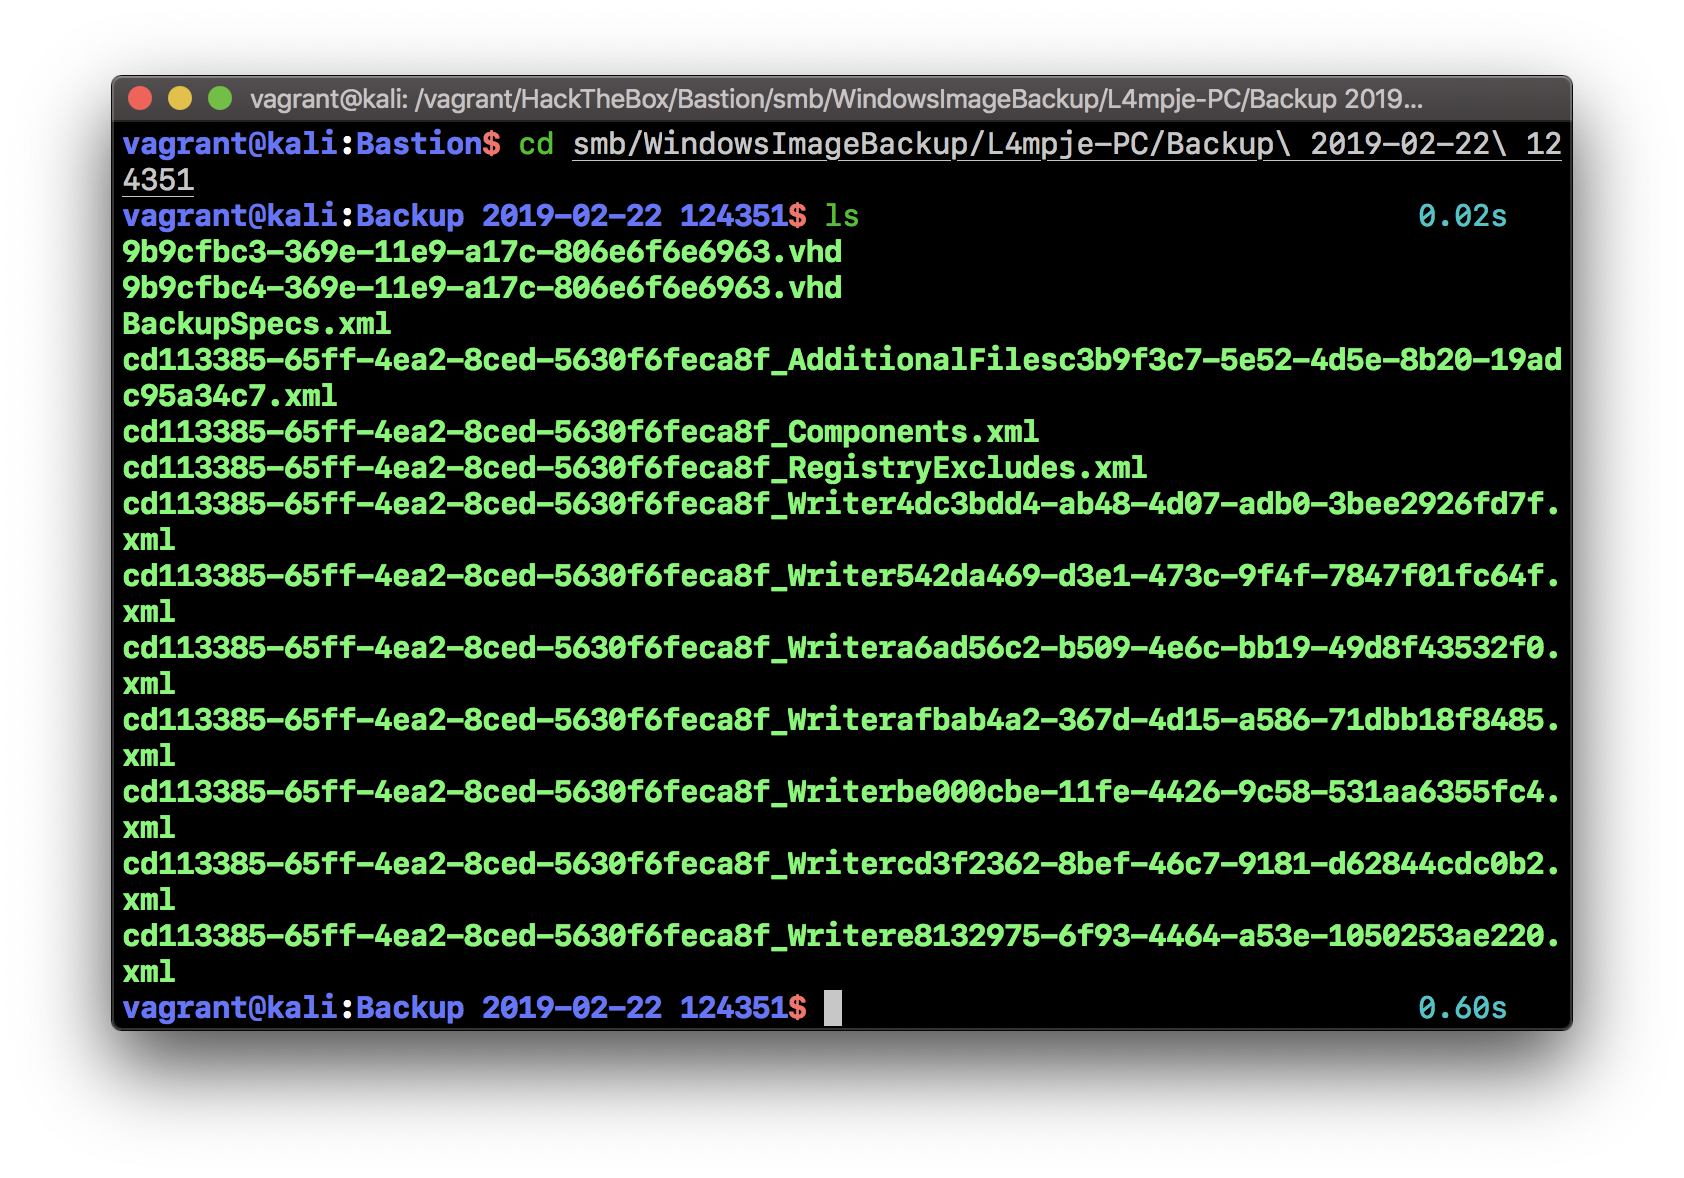 vagrant@kali: /vagrant/HackTheBox/Bastion/smb/WindowsImageBackup/L4mpje-PC/Backup 2019...
vagrant@kali:Bastion$ cd smb/WindowsImageBackup/L4mpje-PC/Backup\ 2019-02-22\ 12
4351
vagrant@kali:Backup 2019-02-22 124351$ ls 0.02s
9b9cfbc3-369e-11e9-a17c-806e6f6e6963.vhd
9b9cfbc4-369e-11e9-a17c-806e6f6e6963.vhd
BackupSpecs.xml
cd113385-65ff-4ea2-8ced-5630f6feca8f_AdditionalFilesc3b9f3c7-5e52-4d5e-8b20-19ad
c95a34c7.xml
cd113385-65ff-4ea2-8ced-5630f6feca8f_Components.xml
cd113385-65ff-4ea2-8ced-5630f6feca8f_RegistryExcludes.xml
cd113385-65ff-4ea2-8ced-5630f6feca8f_Writer4dc3bdd4-ab48-4d07-adb0-3bee2926fd7f.
xml
cd113385-65ff-4ea2-8ced-5630f6feca8f_Writer542da469-d3e1-473c-9f4f-7847f01fc64f.
xml
cd113385-65ff-4ea2-8ced-5630f6feca8f_Writera6ad56c2-b509-4e6c-bb19-49d8f43532f0.
xml
cd113385-65ff-4ea2-8ced-5630f6feca8f_Writerafbab4a2-367d-4d15-a586-71dbb18f8485.
xml
cd113385-65ff-4ea2-8ced-5630f6feca8f_Writerbe000cbe-11fe-4426-9c58-531aa6355fc4.
xml
cd113385-65ff-4ea2-8ced-5630f6feca8f_Writercd3f2362-8bef-46c7-9181-d62844cdc0b2.
xml
cd113385-65ff-4ea2-8ced-5630f6feca8f_Writere8132975-6f93-4464-a53e-1050253ae220.
xml
vagrant@kali:Backup 2019-02-22 124351$ 0.60s